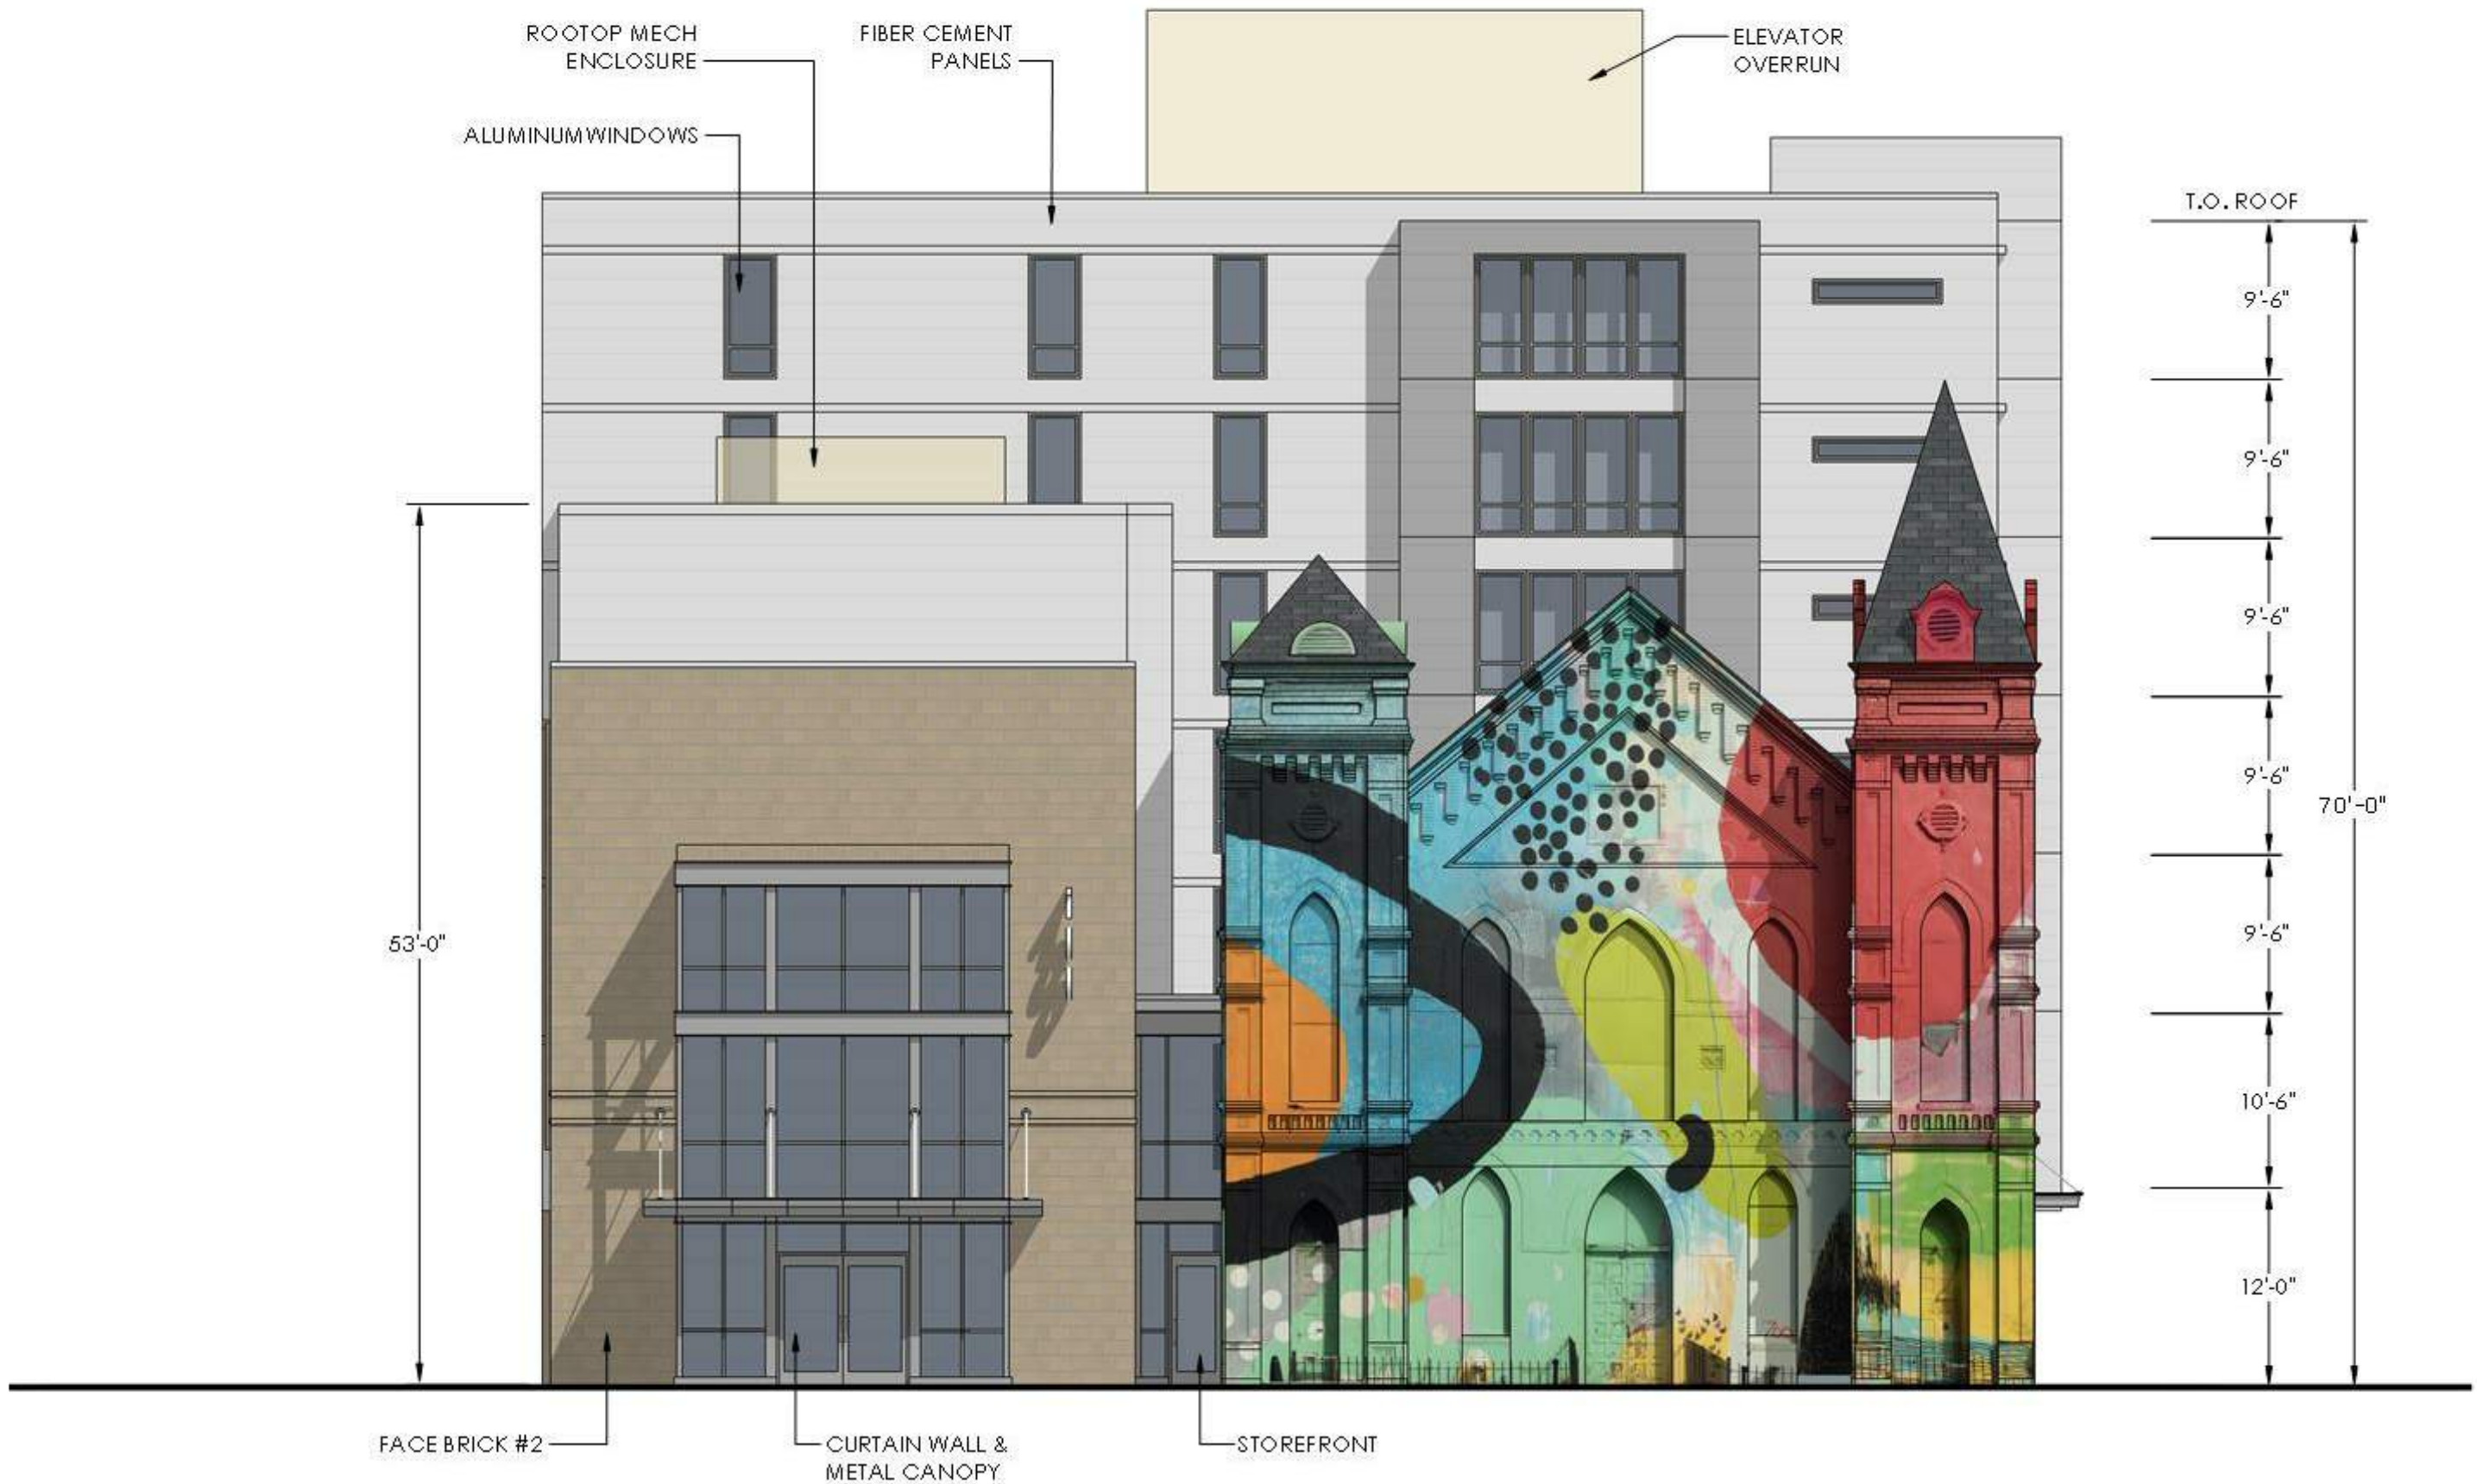 ROOTOP MECH
ENCLOSURE
FIBER CEMENT
PANELS
ELEVATOR
OVERRUN
ALUMINUM WINDOWS
T.O. ROOF
9'-6"
9'-6"
9'-6"
9'-6"
70'-0"
9'-6"
53'-0"
10'-6"
12'-0"
FACE BRICK #2
CURTAIN WALL &
METAL CANOPY
STOREFRONT